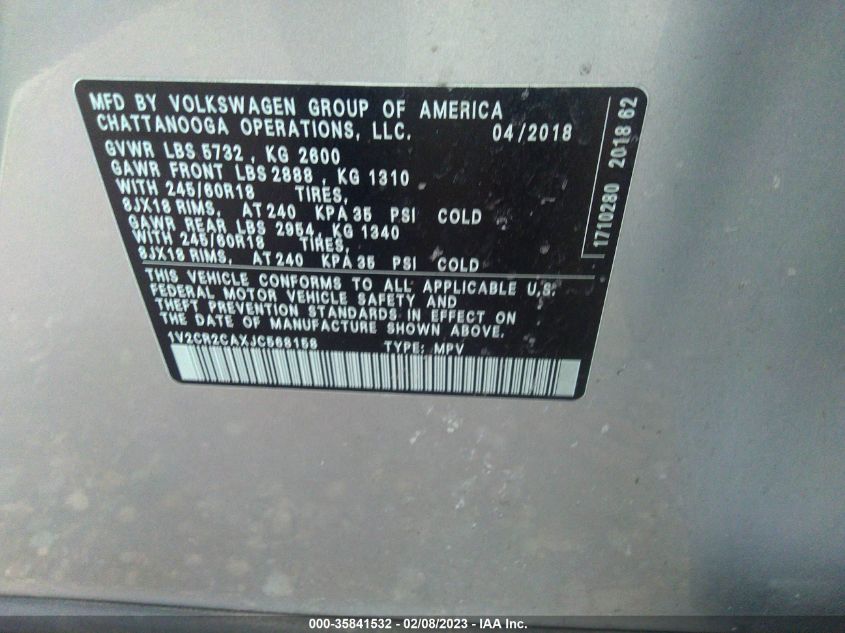 MFD BY VOLKSWAGEN GROUP OF AMERICA
CHATTANOOGA OPERATIONS, LLC. 04/2018
GVWR LBS 5732 , KG 2600
GAWR FRONT LBS 2888 , KG 1310
WITH 245/60R18 TIRES,
8JX18 RIMS, AT 240 KPA 35 PSI COLD
GAWR REAR LBS 2954 , KG 1340
WITH 245/60R18 TIRES,
8JX18 RIMS, AT 240 KPA 35 PSI COLD
THIS VEHICLE CONFORMS TO ALL APPLICABLE U.S.
FEDERAL MOTOR VEHICLE SAFETY AND
THEFT PREVENTION STANDARDS IN EFFECT ON
THE DATE OF MANUFACTURE SHOWN ABOVE.
1V2CR2CAXJC568158 TYPE: MPV
1710280 2018 62
000-35841532 - 02/08/2023 - IAA Inc.